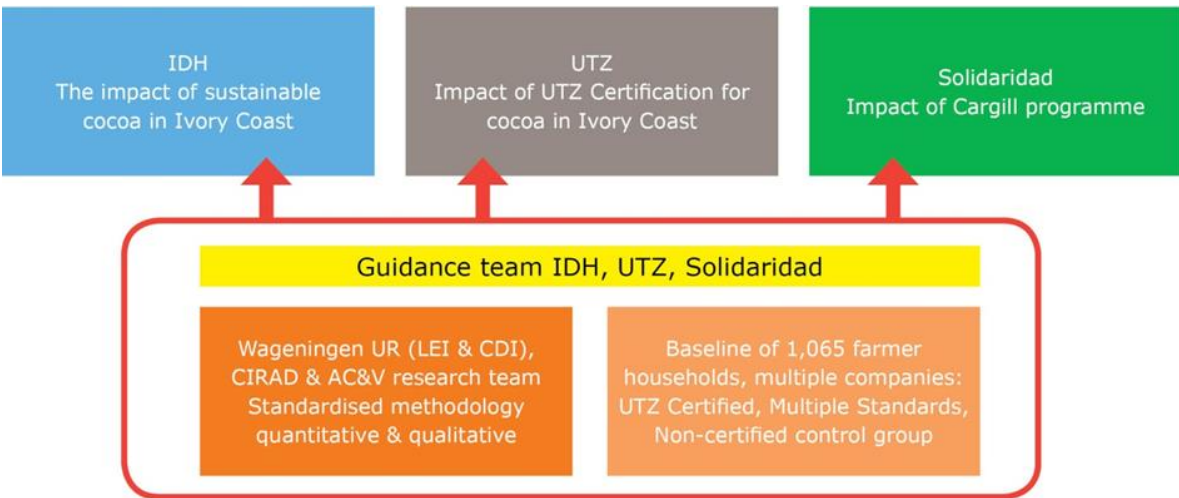 IDH
The impact of sustainable
cocoa in Ivory Coast
UTZ
Impact of UTZ Certification for
cocoa in Ivory Coast
Solidaridad
Impact of Cargill programme
Guidance team IDH, UTZ, Solidaridad
Wageningen UR (LEI & CDI),
CIRAD & AC&V research team
Standardised methodology
quantitative & qualitative
Baseline of 1,065 farmer
households, multiple companies:
UTZ Certified, Multiple Standards,
Non-certified control group